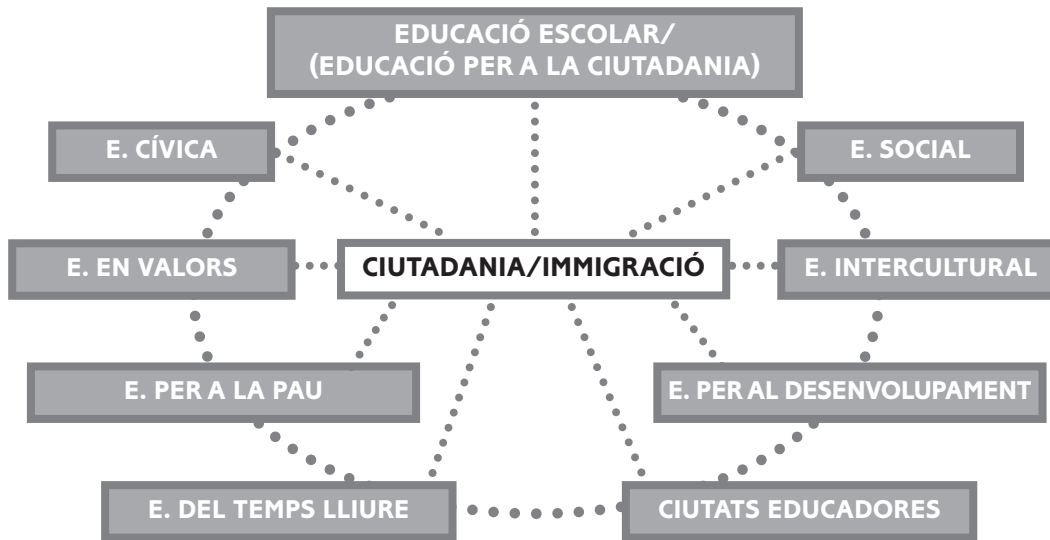 EDUCACIÓ ESCOLAR/
(EDUCACIÓ PER A LA CIUTADANIA)
E. CÍVICA
E. SOCIAL
E. EN VALORS
CIUTADANIA/IMMIGRACIÓ
E. INTERCULTURAL
E. PER A LA PAU
E. PER AL DESENVOLUPAMENT
E. DEL TEMPS LLIURE
CIUTATS EDUCADORES